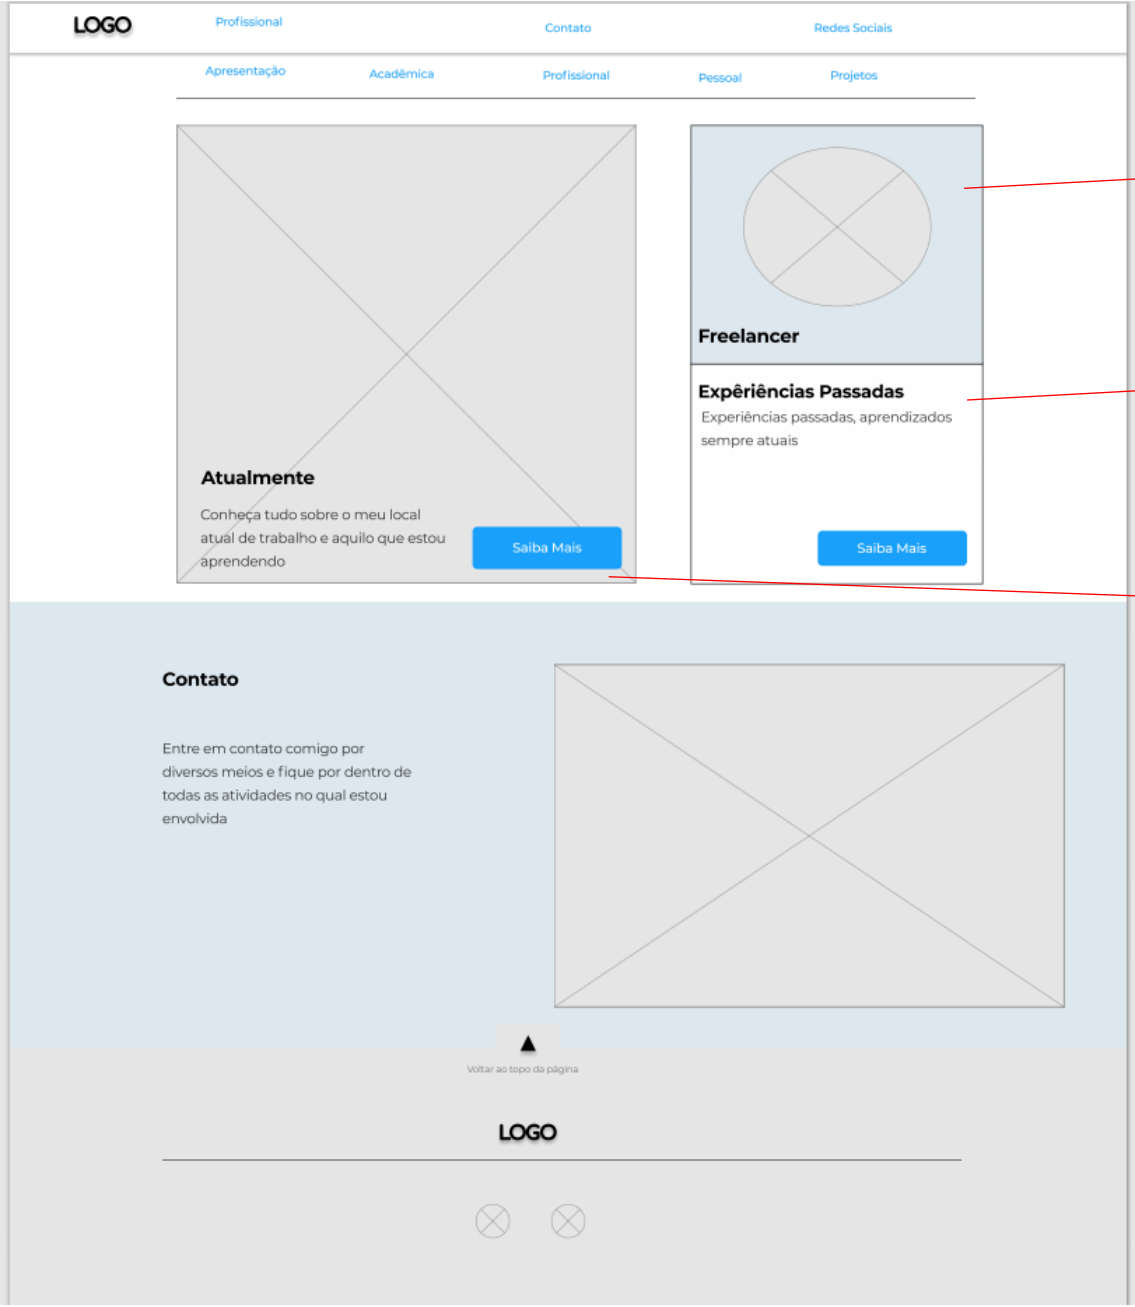 LOGO
Profissional
Contato
Redes Sociais
Apresentação
Acadêmica
Profissional
Pessoal
Projetos
Atualmente
Conheça tudo sobre o meu local
atual de trabalho e aquilo que estou
aprendendo
Saiba Mais
Freelancer
Expêriências Passadas
Experiências passadas, aprendizados
sempre atuais
Saiba Mais
Contato
Entre em contato comigo por
diversos meios e fique por dentro de
todas as atividades no qual estou
envolvida
Voltar ao topo da página
LOGO